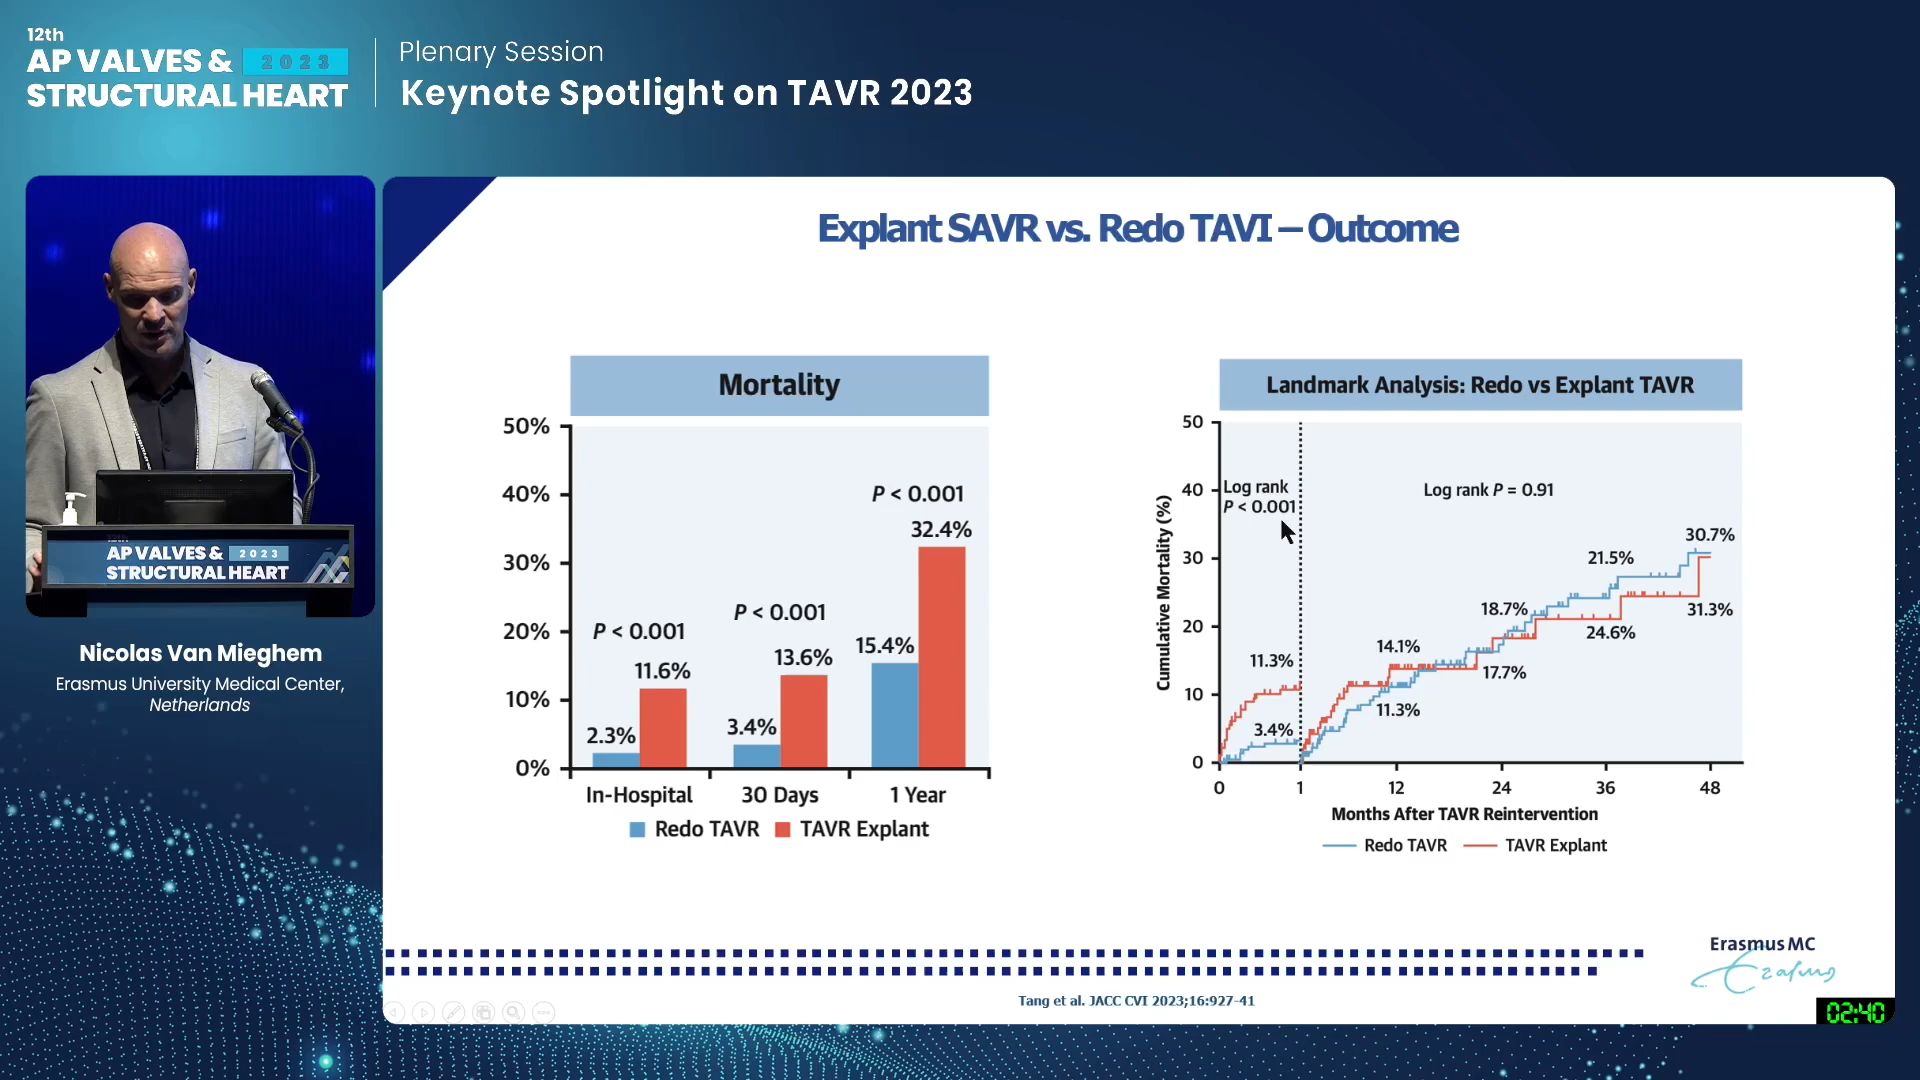 12th
AP VALVES & 2023
STRUCTURAL HEART
Plenary Session
Keynote Spotlight on TAVR 2023
AP VALVES & 2023
STRUCTURAL HEART
Nicolas Van Mieghem
Erasmus University Medical Center,
Netherlands
Explant SAVR vs. Redo TAVI – Outcome
Mortality
50%
40%
30%
20%
10%
0%
P < 0.001
2.3%
11.6%
P < 0.001
3.4%
13.6%
P < 0.001
15.4%
32.4%
In-Hospital 30 Days 1 Year
Redo TAVR TAVR Explant
Landmark Analysis: Redo vs Explant TAVR
Cumulative Mortality (%)
50
40
30
20
10
0
Log rank
P < 0.001
Log rank P = 0.91
11.3%
3.4%
14.1%
11.3%
18.7%
17.7%
21.5%
24.6%
30.7%
31.3%
0 1 12 24 36 48
Months After TAVR Reintervention
Redo TAVR TAVR Explant
Erasmus MC
Erasmus
Tang et al. JACC CVI 2023;16:927-41
02:40